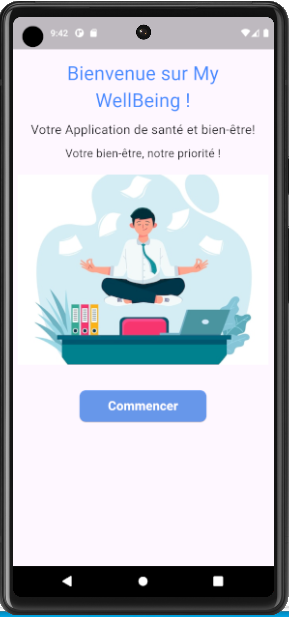 9:42
Bienvenue sur My
WellBeing !
Votre Application de santé et bien-être!
Votre bien-être, notre priorité !
Commencer